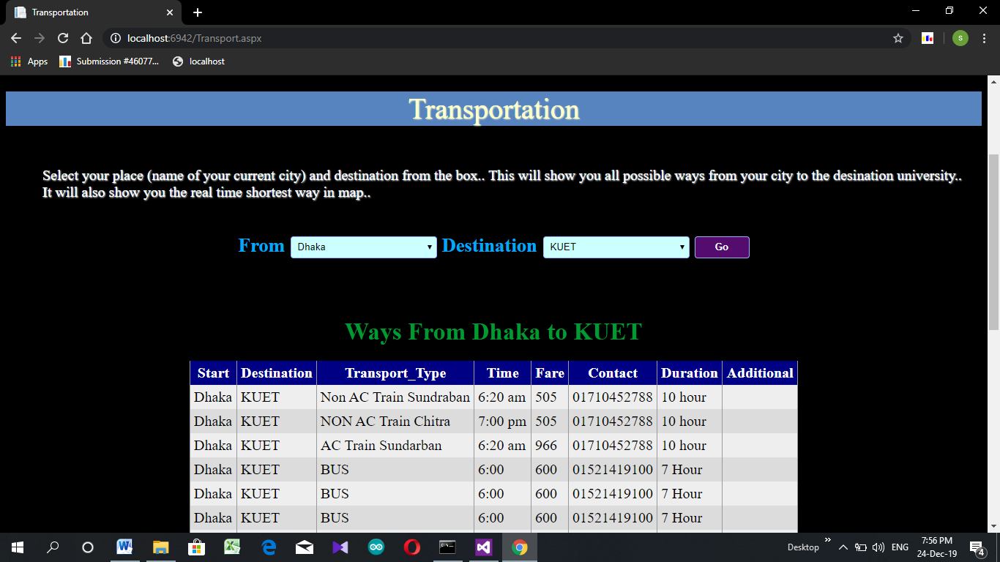 Transportation
localhost:6942/Transport.aspx
S
Apps Submission #46077... localhost
Transportation
Select your place (name of your current city) and destination from the box.. This will show you all possible ways from your city to the desination university..
It will also show you the real time shortest way in map..
From Dhaka Destination KUET Go
Ways From Dhaka to KUET
Start Destination Transport_Type Time Fare Contact Duration Additional
Dhaka KUET Non AC Train Sundraban 6:20 am 505 01710452788 10 hour
Dhaka KUET NON AC Train Chitra 7:00 pm 505 01710452788 10 hour
Dhaka KUET AC Train Sundarban 6:20 am 966 01710452788 10 hour
Dhaka KUET BUS 6:00 600 01521419100 7 Hour
Dhaka KUET BUS 6:00 600 01521419100 7 Hour
Dhaka KUET BUS 6:00 600 01521419100 7 Hour
Desktop ENG 7:56 PM
24-Dec-19 4